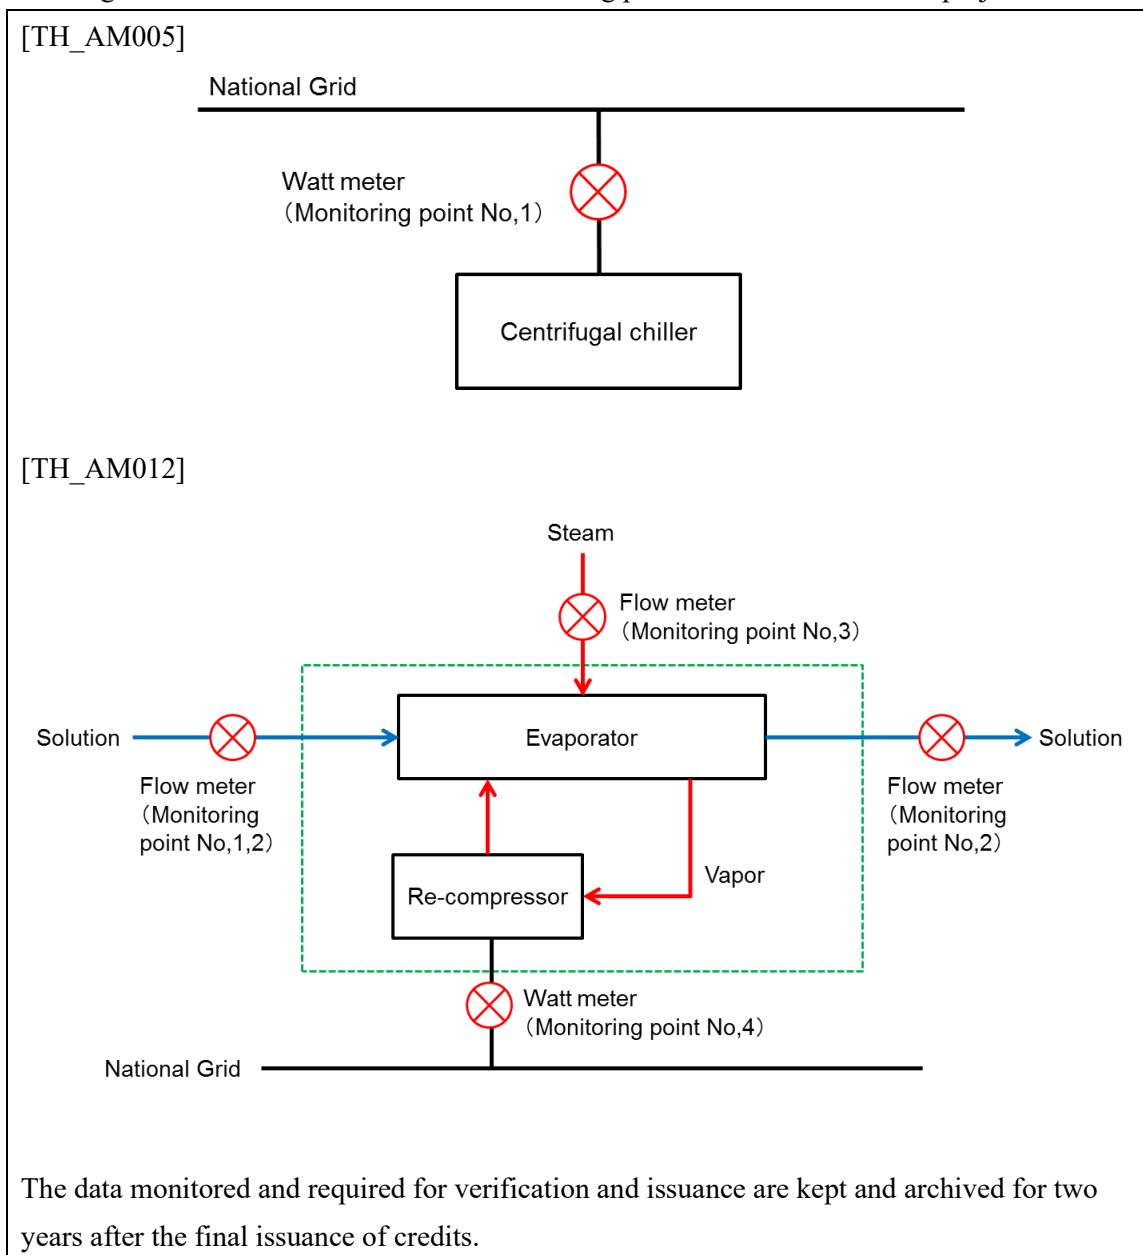 [TH_AM005]
National Grid
Watt meter
（Monitoring point No,1）
Centrifugal chiller
[TH_AM012]
Steam
Flow meter
（Monitoring point No,3）
Solution
Evaporator
Solution
Flow meter
（Monitoring
point No,1,2）
Flow meter
（Monitoring
point No,2）
Re-compressor
Vapor
Watt meter
（Monitoring point No,4）
National Grid
The data monitored and required for verification and issuance are kept and archived for two
years after the final issuance of credits.